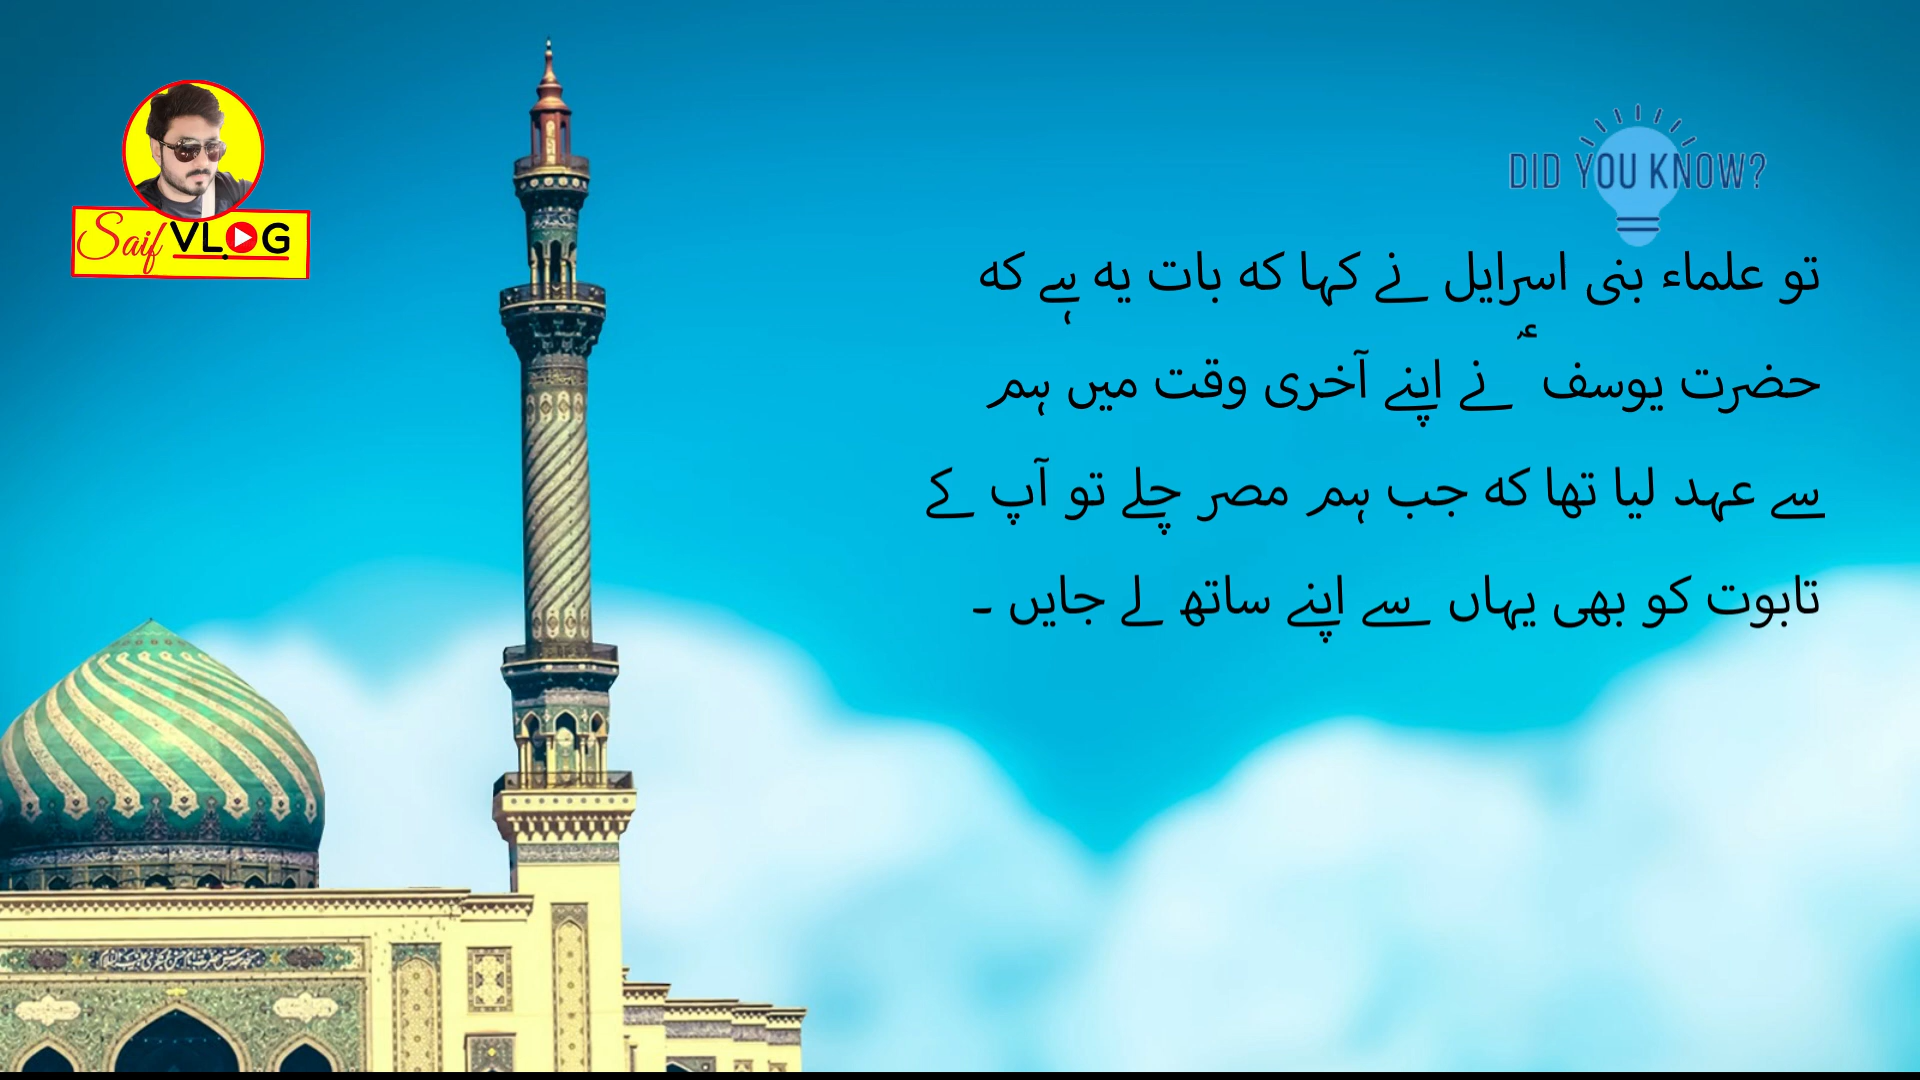 Saif VLOG
DID YOU KNOW?
تو علماء بنی اسرایل نے کہا کہ بات یہ ہے کہ
حضرت یوسف ؑ نے اپنے آخری وقت میں ہم
سے عہد لیا تھا کہ جب ہم مصر چلے تو آپ کے
تابوت کو بھی یہاں سے اپنے ساتھ لے جایں ۔